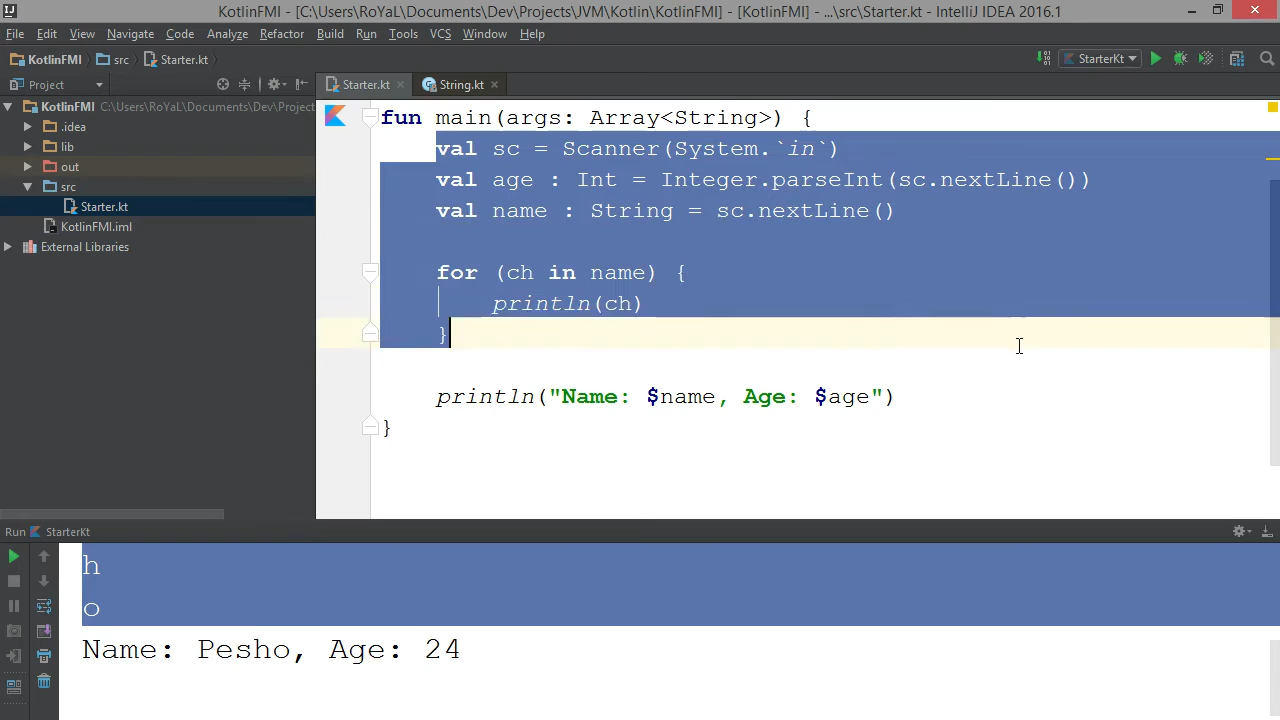 KotlinFMI - [C:\Users\RoYaL\Documents\Dev\Projects\JVM\Kotlin\KotlinFMI] - [KotlinFMI] - ...\src\Starter.kt - IntelliJ IDEA 2016.1
File Edit View Navigate Code Analyze Refactor Build Run Tools VCS Window Help
KotlinFMI src Starter.kt StarterKt
Project Starter.kt String.kt
KotlinFMI C:\Users\RoYaL\Documents\Dev\Project
.idea
lib
out
src
Starter.kt
KotlinFMI.iml
External Libraries
fun main(args: Array<String>) {
val sc = Scanner(System.`in`)
val age : Int = Integer.parseInt(sc.nextLine())
val name : String = sc.nextLine()
for (ch in name) {
println(ch)
}
println("Name: $name, Age: $age")
}
Run StarterKt
h
o
Name: Pesho, Age: 24